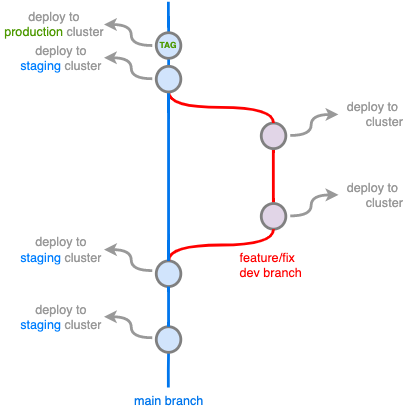 deploy to
production cluster
TAG
deploy to
staging cluster
deploy to
cluster
deploy to
cluster
deploy to
staging cluster
feature/fix
dev branch
deploy to
staging cluster
main branch